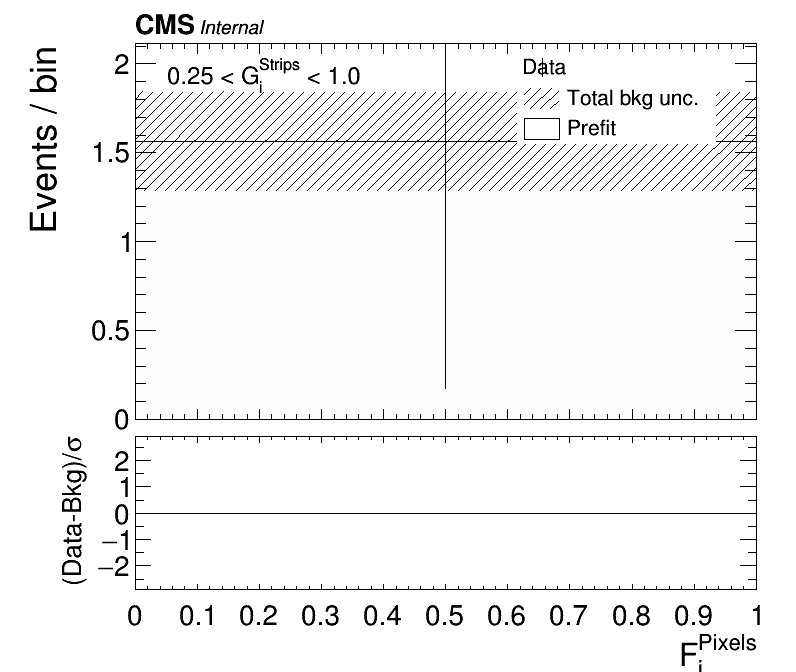 CMS Internal
Events / bin
0.25 < G_i^Strips < 1.0
Data
Total bkg unc.
Prefit
2
1.5
1
0.5
0
(Data-Bkg)/σ
2
1
0
−1
−2
0 0.1 0.2 0.3 0.4 0.5 0.6 0.7 0.8 0.9 1
F_i^Pixels